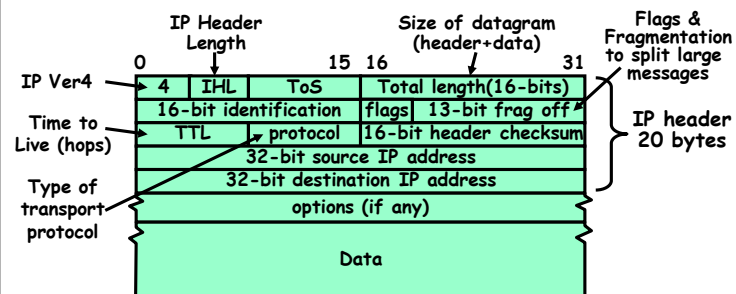 IP Header
Length
Size of datagram
(header+data)
Flags &
Fragmentation
to split large
messages
0
15
16
31
IP Ver4
4
IHL
ToS
Total length(16-bits)
16-bit identification
flags
13-bit frag off
Time to
Live (hops)
TTL
protocol
16-bit header checksum
IP header
20 bytes
32-bit source IP address
32-bit destination IP address
Type of
transport
protocol
options (if any)
Data